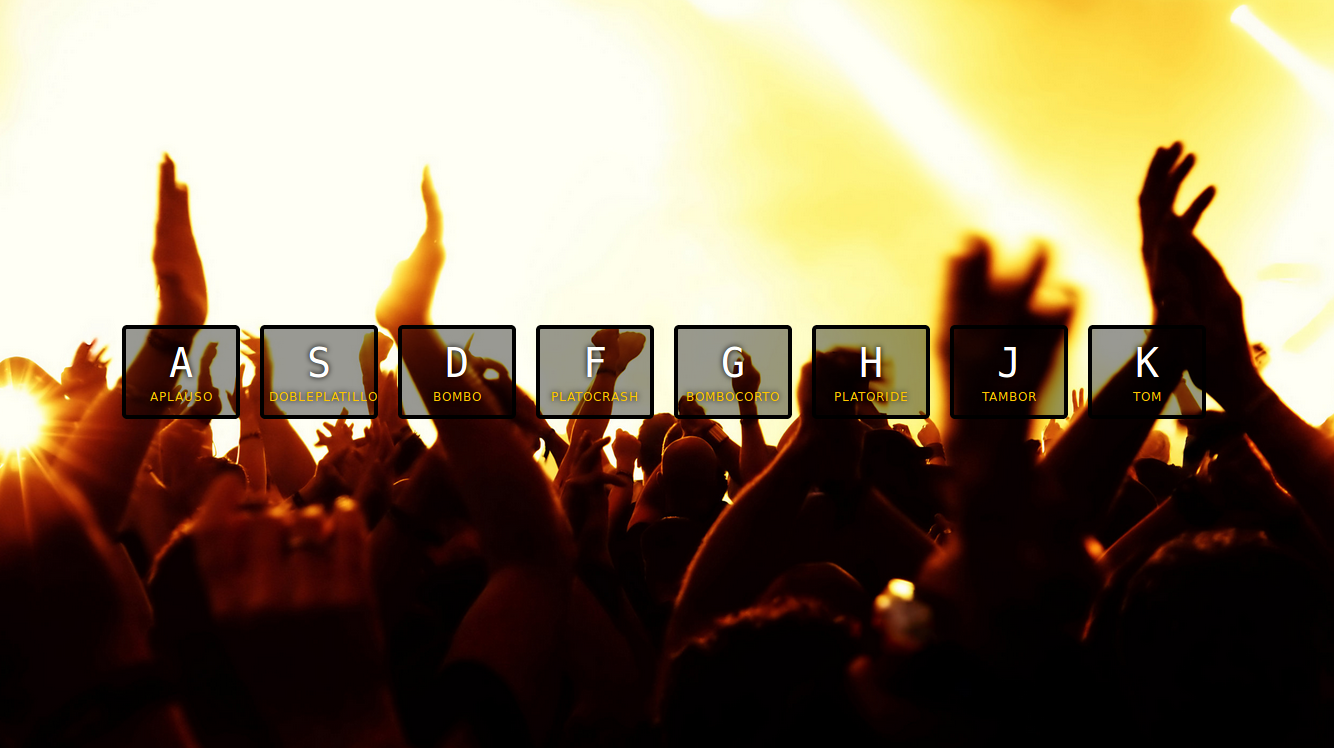 A S D F G H J K
APLAUSO DOBLEPLATILLO BOMBO PLATOCRASH BOMBOCORTO PLATORIDE TAMBOR TOM